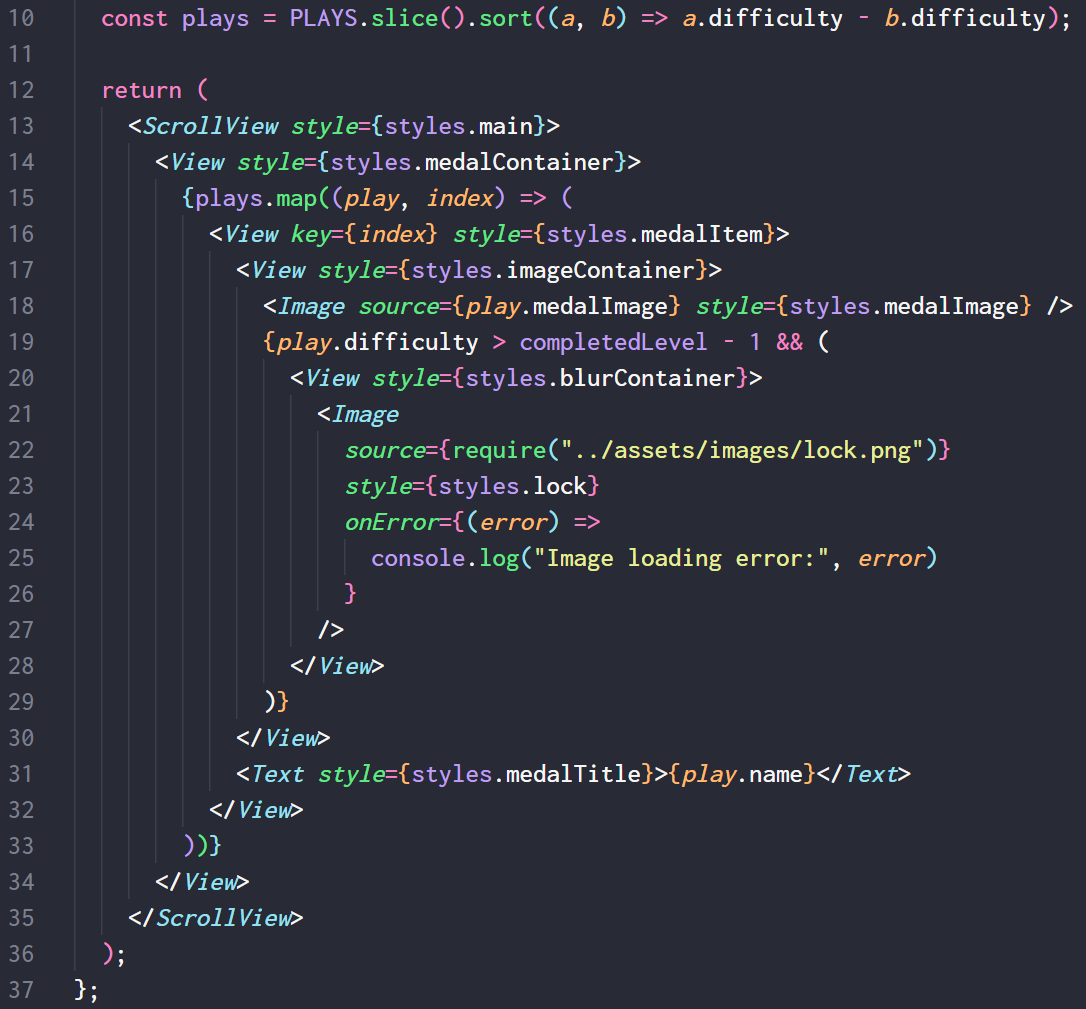 10 const plays = PLAYS.slice().sort((a, b) => a.difficulty - b.difficulty);
11
12 return (
13 <ScrollView style={styles.main}>
14 <View style={styles.medalContainer}>
15 {plays.map((play, index) => (
16 <View key={index} style={styles.medalItem}>
17 <View style={styles.imageContainer}>
18 <Image source={play.medalImage} style={styles.medalImage} />
19 {play.difficulty > completedLevel - 1 && (
20 <View style={styles.blurContainer}>
21 <Image
22 source={require("../assets/images/lock.png")}
23 style={styles.lock}
24 onError={(error) =>
25 console.log("Image loading error:", error)
26 }
27 />
28 </View>
29 )}
30 </View>
31 <Text style={styles.medalTitle}>{play.name}</Text>
32 </View>
33 ))}
34 </View>
35 </ScrollView>
36 );
37 };